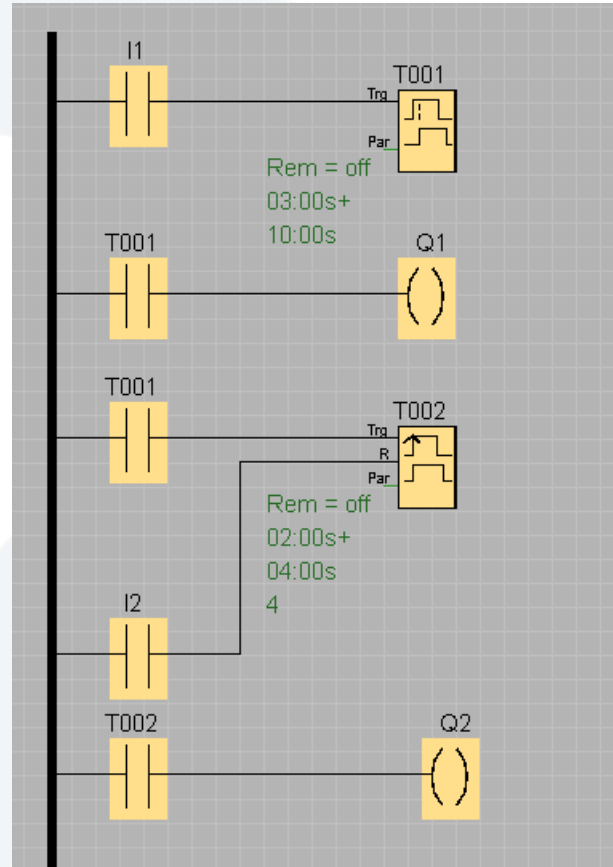 I1
T001
Trg
Par
Rem = off
03:00s+
10:00s
T001
Q1
T001
T002
Trg
R
Par
Rem = off
02:00s+
04:00s
4
I2
T002
Q2